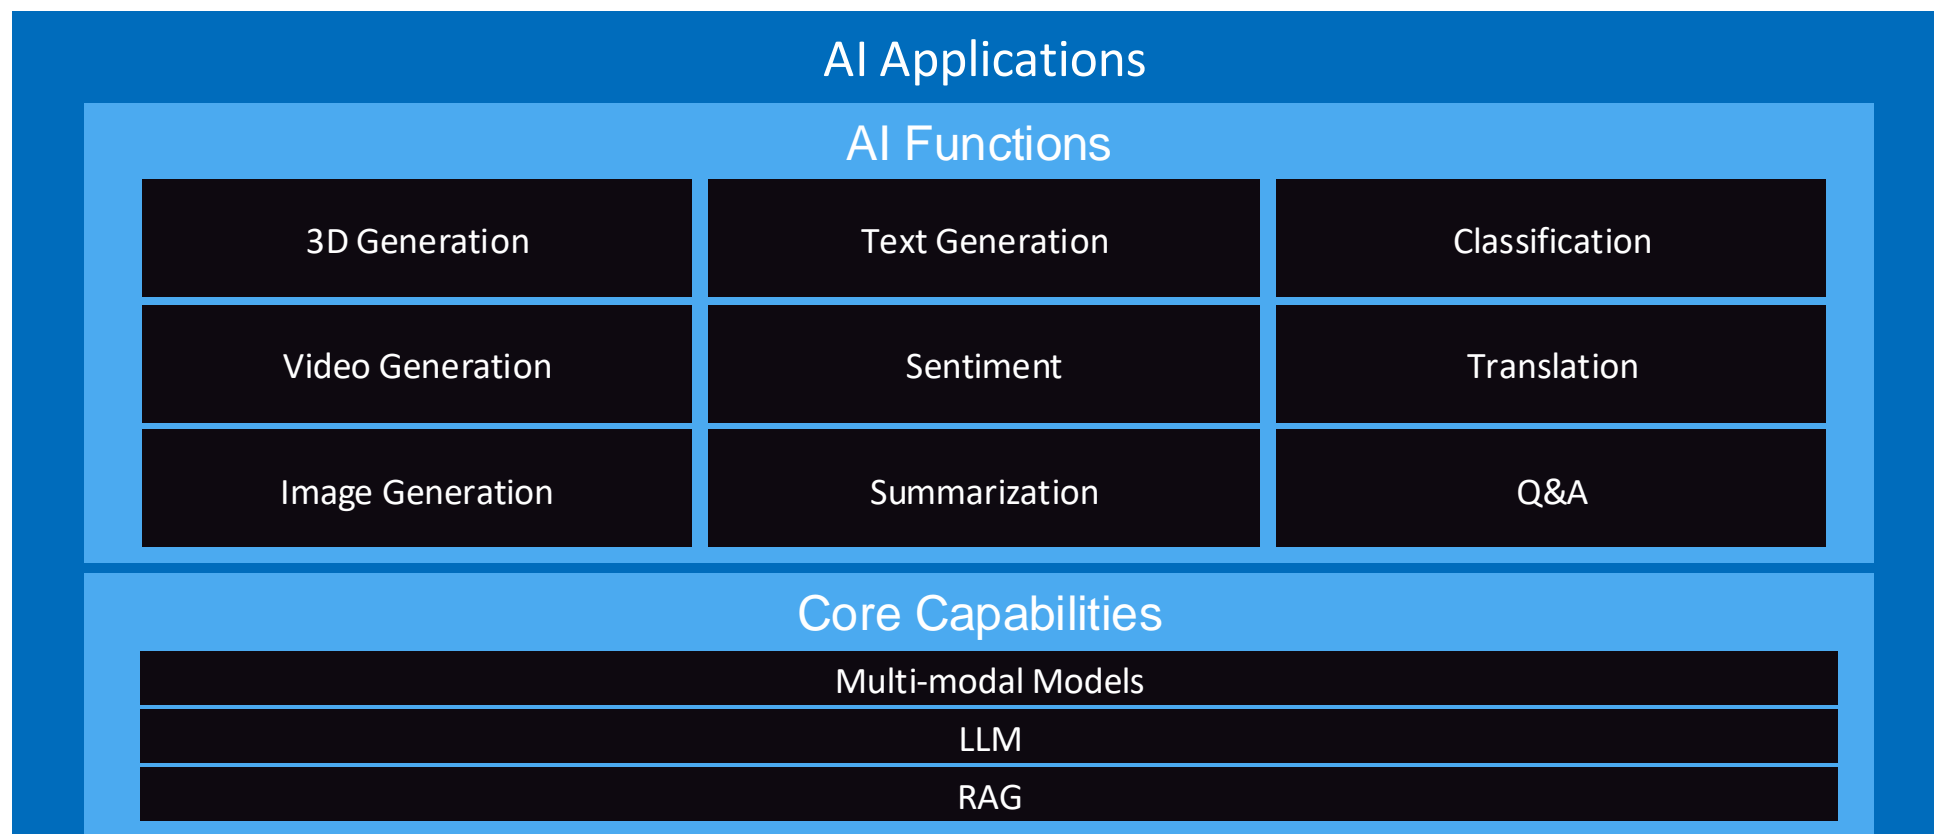 AI Applications
AI Functions
3D Generation
Text Generation
Classification
Video Generation
Sentiment
Translation
Image Generation
Summarization
Q&A
Core Capabilities
Multi-modal Models
LLM
RAG